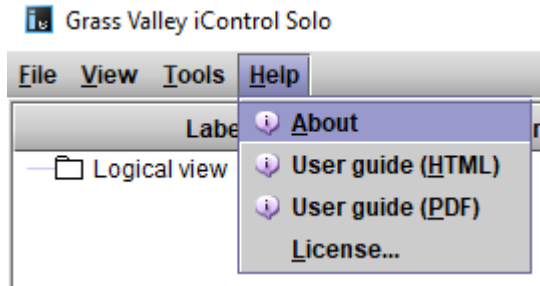 Grass Valley iControl Solo
File View Tools Help
Labe
About
Logical view
User guide (HTML)
User guide (PDF)
License...